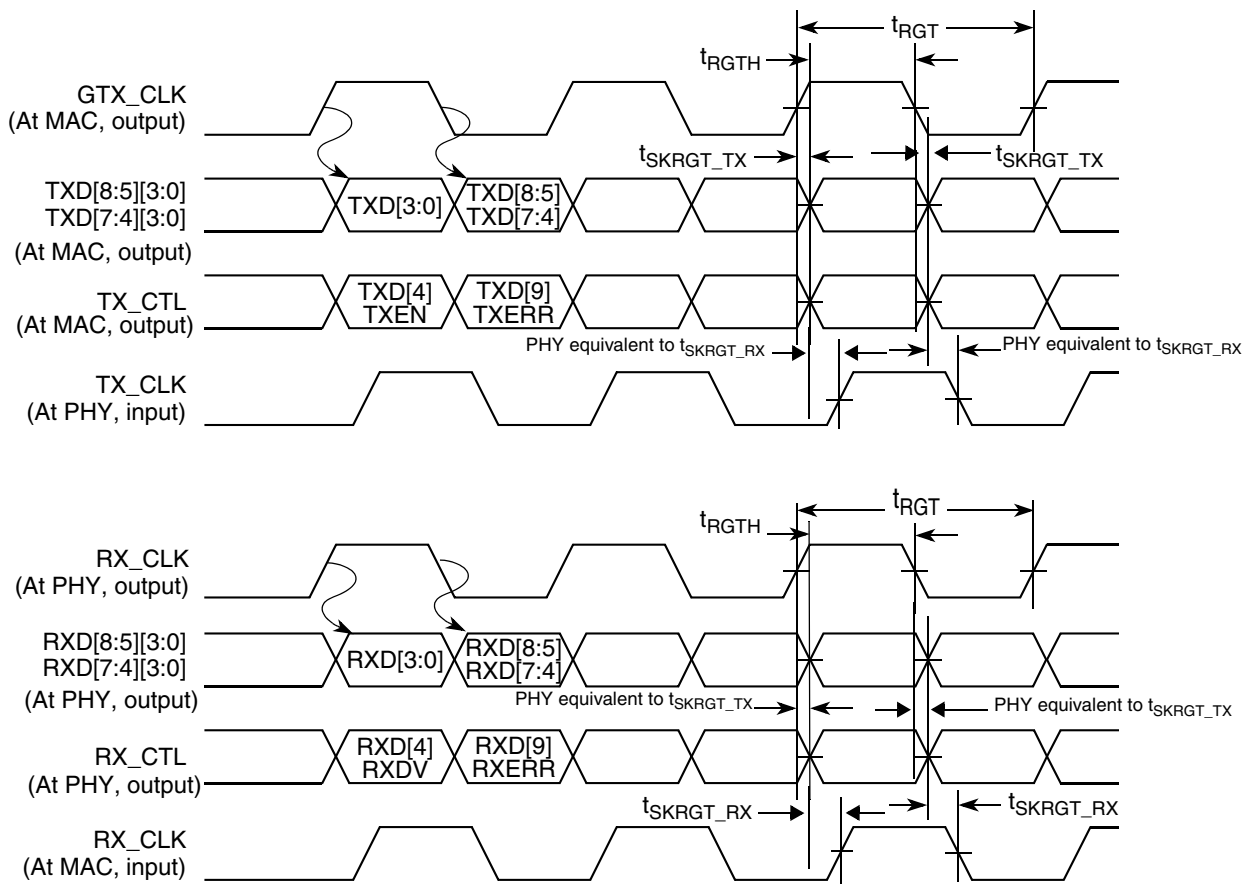 tRGT
tRGTH
GTX_CLK
(At MAC, output)
tSKRGT_TX
tSKRGT_TX
TXD[8:5][3:0]
TXD[7:4][3:0]
(At MAC, output)
TXD[3:0]
TXD[8:5]
TXD[7:4]
TX_CTL
(At MAC, output)
TXD[4]
TXEN
TXD[9]
TXERR
PHY equivalent to tSKRGT_RX
PHY equivalent to tSKRGT_RX
TX_CLK
(At PHY, input)
tRGT
tRGTH
RX_CLK
(At PHY, output)
RXD[8:5][3:0]
RXD[7:4][3:0]
(At PHY, output)
RXD[3:0]
RXD[8:5]
RXD[7:4]
PHY equivalent to tSKRGT_TX
PHY equivalent to tSKRGT_TX
RX_CTL
(At PHY, output)
RXD[4]
RXDV
RXD[9]
RXERR
tSKRGT_RX
tSKRGT_RX
RX_CLK
(At MAC, input)